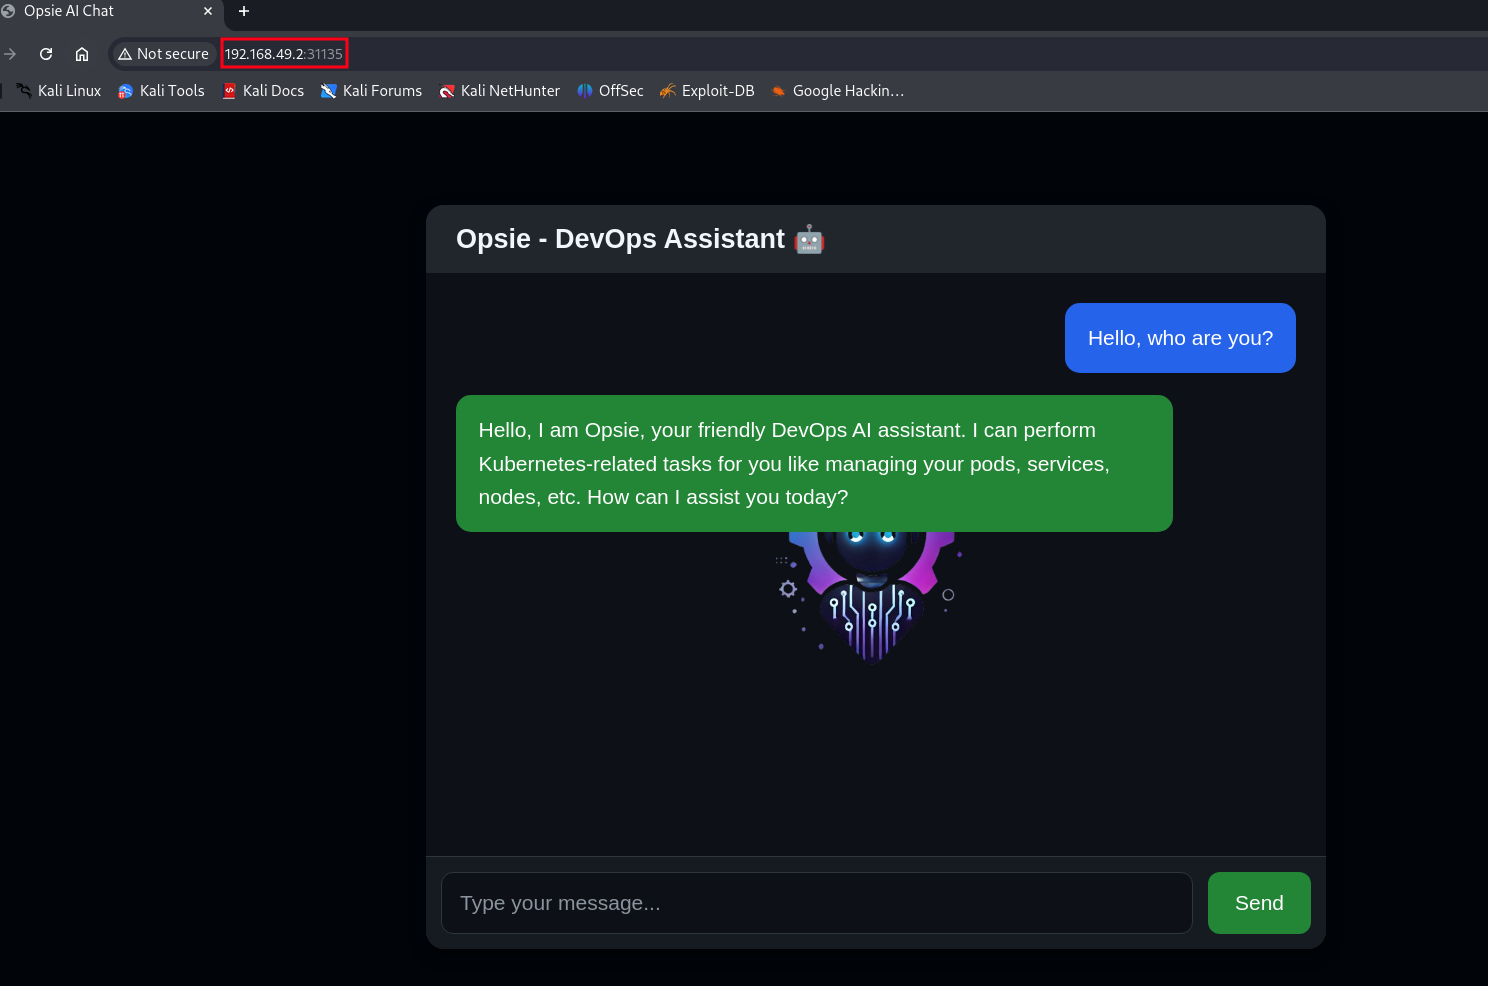 Opsie AI Chat
Not secure 192.168.49.2:31135
Kali Linux Kali Tools Kali Docs Kali Forums Kali NetHunter OffSec Exploit-DB Google Hackin…
Opsie - DevOps Assistant 🤖
Hello, who are you?
Hello, I am Opsie, your friendly DevOps AI assistant. I can perform
Kubernetes-related tasks for you like managing your pods, services,
nodes, etc. How can I assist you today?
Type your message...
Send